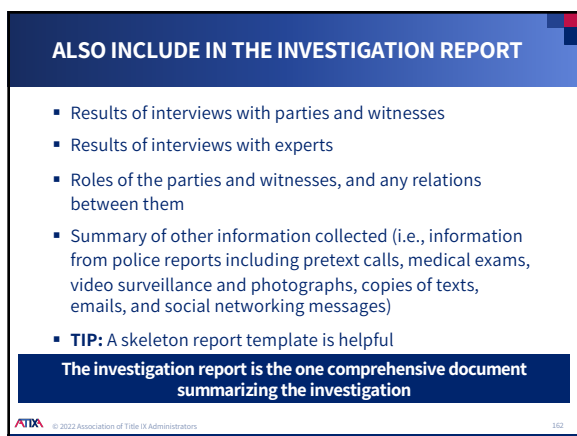 ALSO INCLUDE IN THE INVESTIGATION REPORT
▪ Results of interviews with parties and witnesses
▪ Results of interviews with experts
▪ Roles of the parties and witnesses, and any relations
between them
▪ Summary of other information collected (i.e., information
from police reports including pretext calls, medical exams,
video surveillance and photographs, copies of texts,
emails, and social networking messages)
▪ TIP: A skeleton report template is helpful
The investigation report is the one comprehensive document
summarizing the investigation
ATIXA © 2022 Association of Title IX Administrators 162